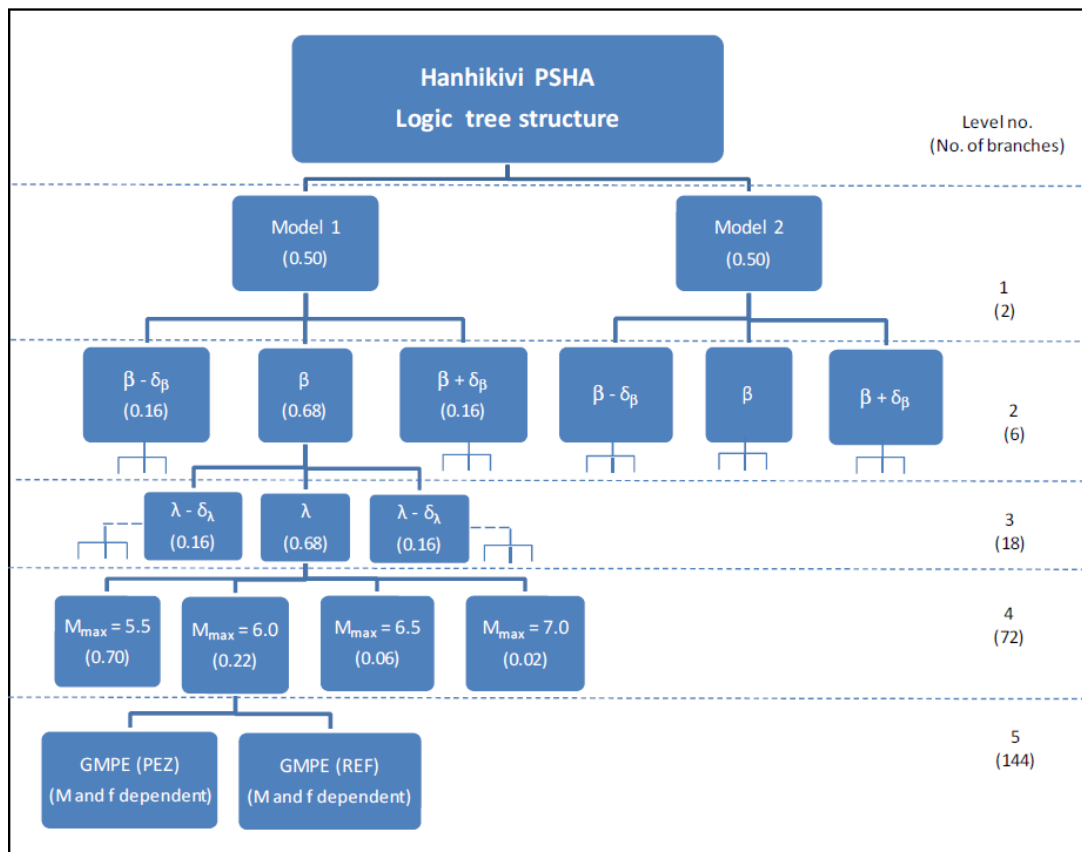 Hanhikivi PSHA
Logic tree structure
Level no.
(No. of branches)
Model 1
(0.50)
Model 2
(0.50)
1
(2)
β - δβ
(0.16)
β
(0.68)
β + δβ
(0.16)
β - δβ
β
β + δβ
2
(6)
λ - δλ
(0.16)
λ
(0.68)
λ - δλ
(0.16)
3
(18)
Mmax = 5.5
(0.70)
Mmax = 6.0
(0.22)
Mmax = 6.5
(0.06)
Mmax = 7.0
(0.02)
4
(72)
GMPE (PEZ)
(M and f dependent)
GMPE (REF)
(M and f dependent)
5
(144)